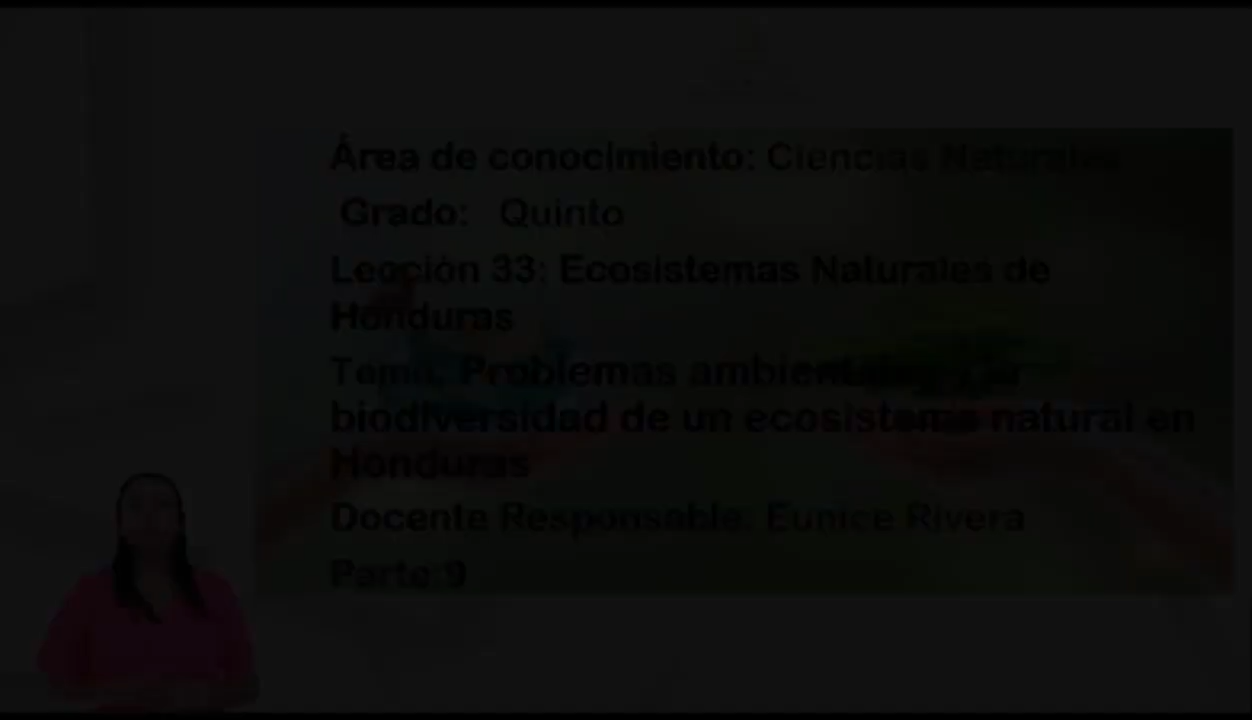 Área de conocimiento: Ciencias Naturales
Grado: Quinto
Lección 33: Ecosistemas Naturales de
Honduras
Tema: Problemas ambientales y la
biodiversidad de un ecosistema natural en
Honduras
Docente Responsable: Eunice Rivera
Parte:9